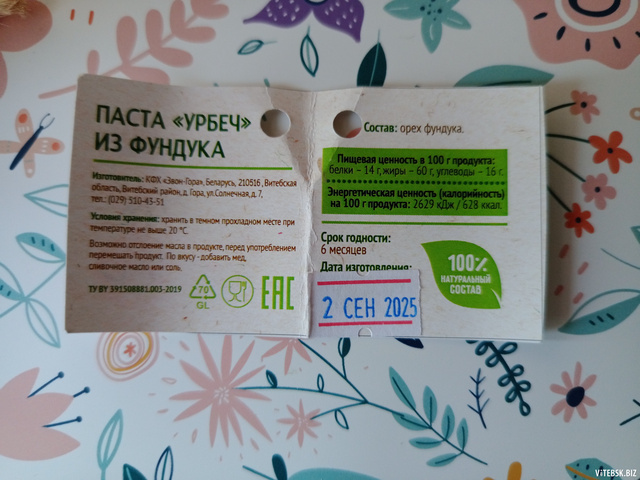 ПАСТА «УРБЕЧ»
ИЗ ФУНДУКА
Изготовитель: КФХ «Звон-Гора», Беларусь, 210516, Витебская
область, Витебский район, д. Гора, ул.Солнечная, д. 7,
тел.: (029) 510-43-51
Условия хранения: хранить в темном прохладном месте при
температуре не выше 20 °С.
Возможно отслоение масла в продукте, перед употреблением
перемешать продукт. По вкусу - добавить мед,
сливочное масло или соль.
ТУ BY 391508881.003-2019
70
GL
ЕАС
Состав: орех фундука.
Пищевая ценность в 100 г продукта:
белки – 14 г, жиры – 60 г, углеводы – 16 г.
Энергетическая ценность (калорийность)
на 100 г продукта: 2629 кДж / 628 ккал.
Срок годности:
6 месяцев
Дата изготовления:
2 СЕН 2025
100%
НАТУРАЛЬНЫЙ
СОСТАВ
VITEBSK.BIZ